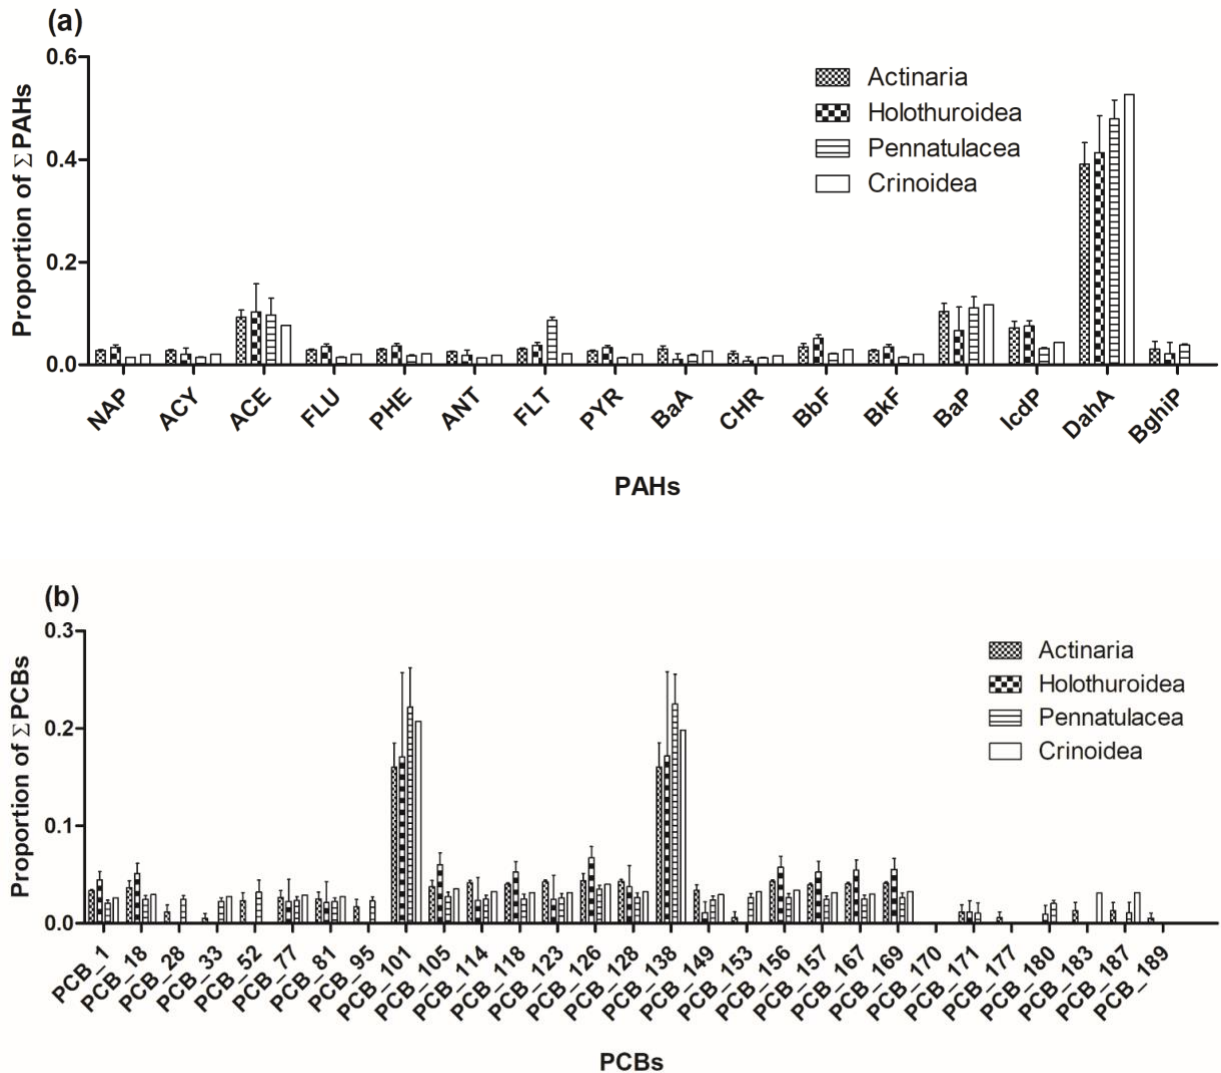 (a)
Proportion of ΣPAHs
0.6
0.4
0.2
0.0
Actinaria
Holothuroidea
Pennatulacea
Crinoidea
NAP
ACY
ACE
FLU
PHE
ANT
FLT
PYR
BaA
CHR
BbF
BkF
BaP
IcdP
DahA
BghiP
PAHs
(b)
Proportion of ΣPCBs
0.3
0.2
0.1
0.0
Actinaria
Holothuroidea
Pennatulacea
Crinoidea
PCB_1
PCB_18
PCB_28
PCB_33
PCB_52
PCB_77
PCB_81
PCB_95
PCB_101
PCB_105
PCB_114
PCB_118
PCB_123
PCB_126
PCB_128
PCB_138
PCB_149
PCB_153
PCB_156
PCB_157
PCB_167
PCB_169
PCB_170
PCB_171
PCB_177
PCB_180
PCB_183
PCB_187
PCB_189
PCBs